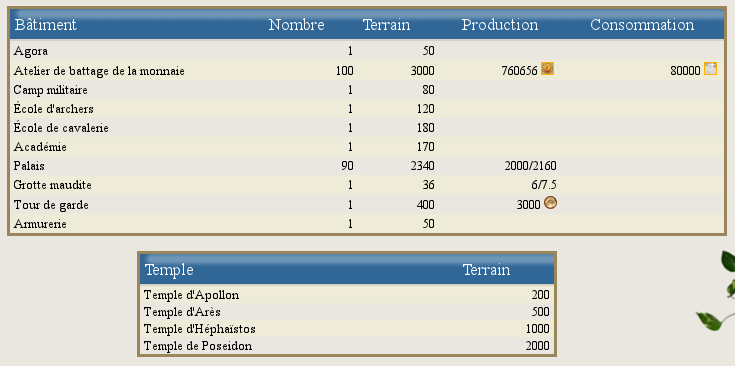 Bâtiment Nombre Terrain Production Consommation
Agora 1 50
Atelier de battage de la monnaie 100 3000 760656 80000
Camp militaire 1 80
École d'archers 1 120
École de cavalerie 1 180
Académie 1 170
Palais 90 2340 2000/2160
Grotte maudite 1 36 6/7.5
Tour de garde 1 400 3000
Armurerie 1 50
Temple Terrain
Temple d'Apollon 200
Temple d'Arès 500
Temple d'Héphaïstos 1000
Temple de Poseidon 2000